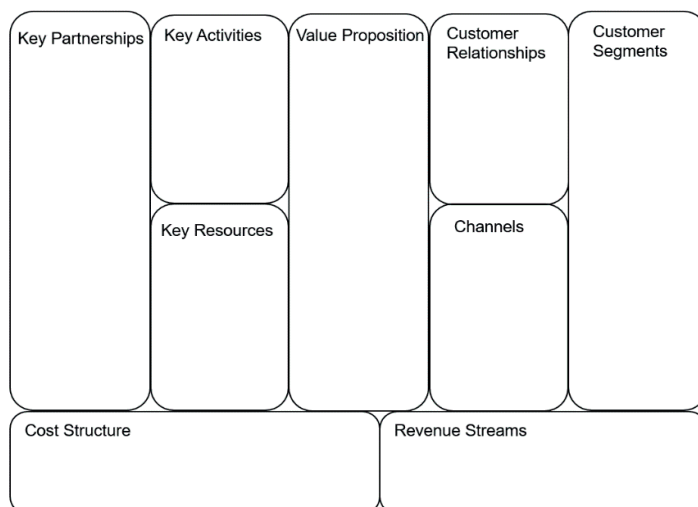 Key Partnerships
Key Activities
Value Proposition
Customer
Relationships
Customer
Segments
Key Resources
Channels
Cost Structure
Revenue Streams